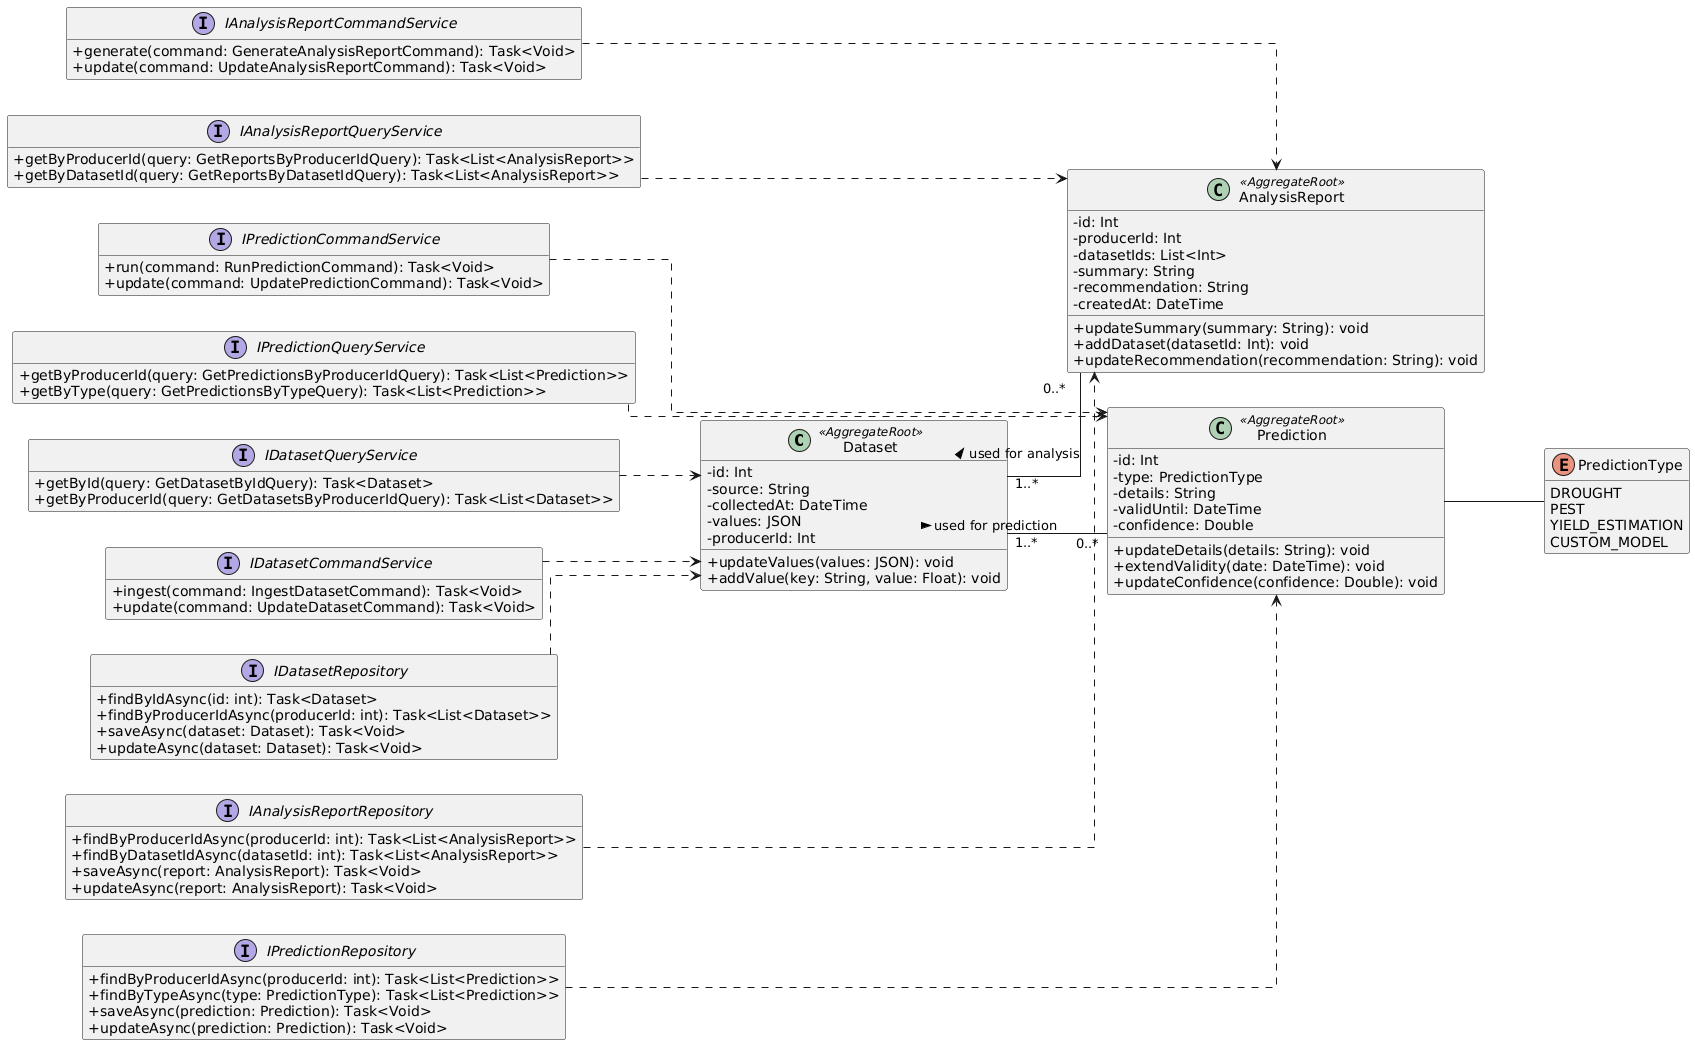 I IAnalysisReportCommandService
+generate(command: GenerateAnalysisReportCommand): Task<Void>
+update(command: UpdateAnalysisReportCommand): Task<Void>
I IAnalysisReportQueryService
+getByProducerId(query: GetReportsByProducerIdQuery): Task<List<AnalysisReport>>
+getByDatasetId(query: GetReportsByDatasetIdQuery): Task<List<AnalysisReport>>
I IPredictionCommandService
+run(command: RunPredictionCommand): Task<Void>
+update(command: UpdatePredictionCommand): Task<Void>
I IPredictionQueryService
+getByProducerId(query: GetPredictionsByProducerIdQuery): Task<List<Prediction>>
+getByType(query: GetPredictionsByTypeQuery): Task<List<Prediction>>
I IDatasetQueryService
+getById(query: GetDatasetByIdQuery): Task<Dataset>
+getByProducerId(query: GetDatasetsByProducerIdQuery): Task<List<Dataset>>
I IDatasetCommandService
+ingest(command: IngestDatasetCommand): Task<Void>
+update(command: UpdateDatasetCommand): Task<Void>
I IDatasetRepository
+findByIdAsync(id: int): Task<Dataset>
+findByProducerIdAsync(producerId: int): Task<List<Dataset>>
+saveAsync(dataset: Dataset): Task<Void>
+updateAsync(dataset: Dataset): Task<Void>
I IAnalysisReportRepository
+findByProducerIdAsync(producerId: int): Task<List<AnalysisReport>>
+findByDatasetIdAsync(datasetId: int): Task<List<AnalysisReport>>
+saveAsync(report: AnalysisReport): Task<Void>
+updateAsync(report: AnalysisReport): Task<Void>
I IPredictionRepository
+findByProducerIdAsync(producerId: int): Task<List<Prediction>>
+findByTypeAsync(type: PredictionType): Task<List<Prediction>>
+saveAsync(prediction: Prediction): Task<Void>
+updateAsync(prediction: Prediction): Task<Void>
C «AggregateRoot»
Dataset
-id: Int
-source: String
-collectedAt: DateTime
-values: JSON
-producerId: Int
+updateValues(values: JSON): void
+addValue(key: String, value: Float): void
0..*
used for analysis
1..*
used for prediction
1..*
0..*
C «AggregateRoot»
AnalysisReport
-id: Int
-producerId: Int
-datasetIds: List<Int>
-summary: String
-recommendation: String
-createdAt: DateTime
+updateSummary(summary: String): void
+addDataset(datasetId: Int): void
+updateRecommendation(recommendation: String): void
C «AggregateRoot»
Prediction
-id: Int
-type: PredictionType
-details: String
-validUntil: DateTime
-confidence: Double
+updateDetails(details: String): void
+extendValidity(date: DateTime): void
+updateConfidence(confidence: Double): void
E PredictionType
DROUGHT
PEST
YIELD_ESTIMATION
CUSTOM_MODEL